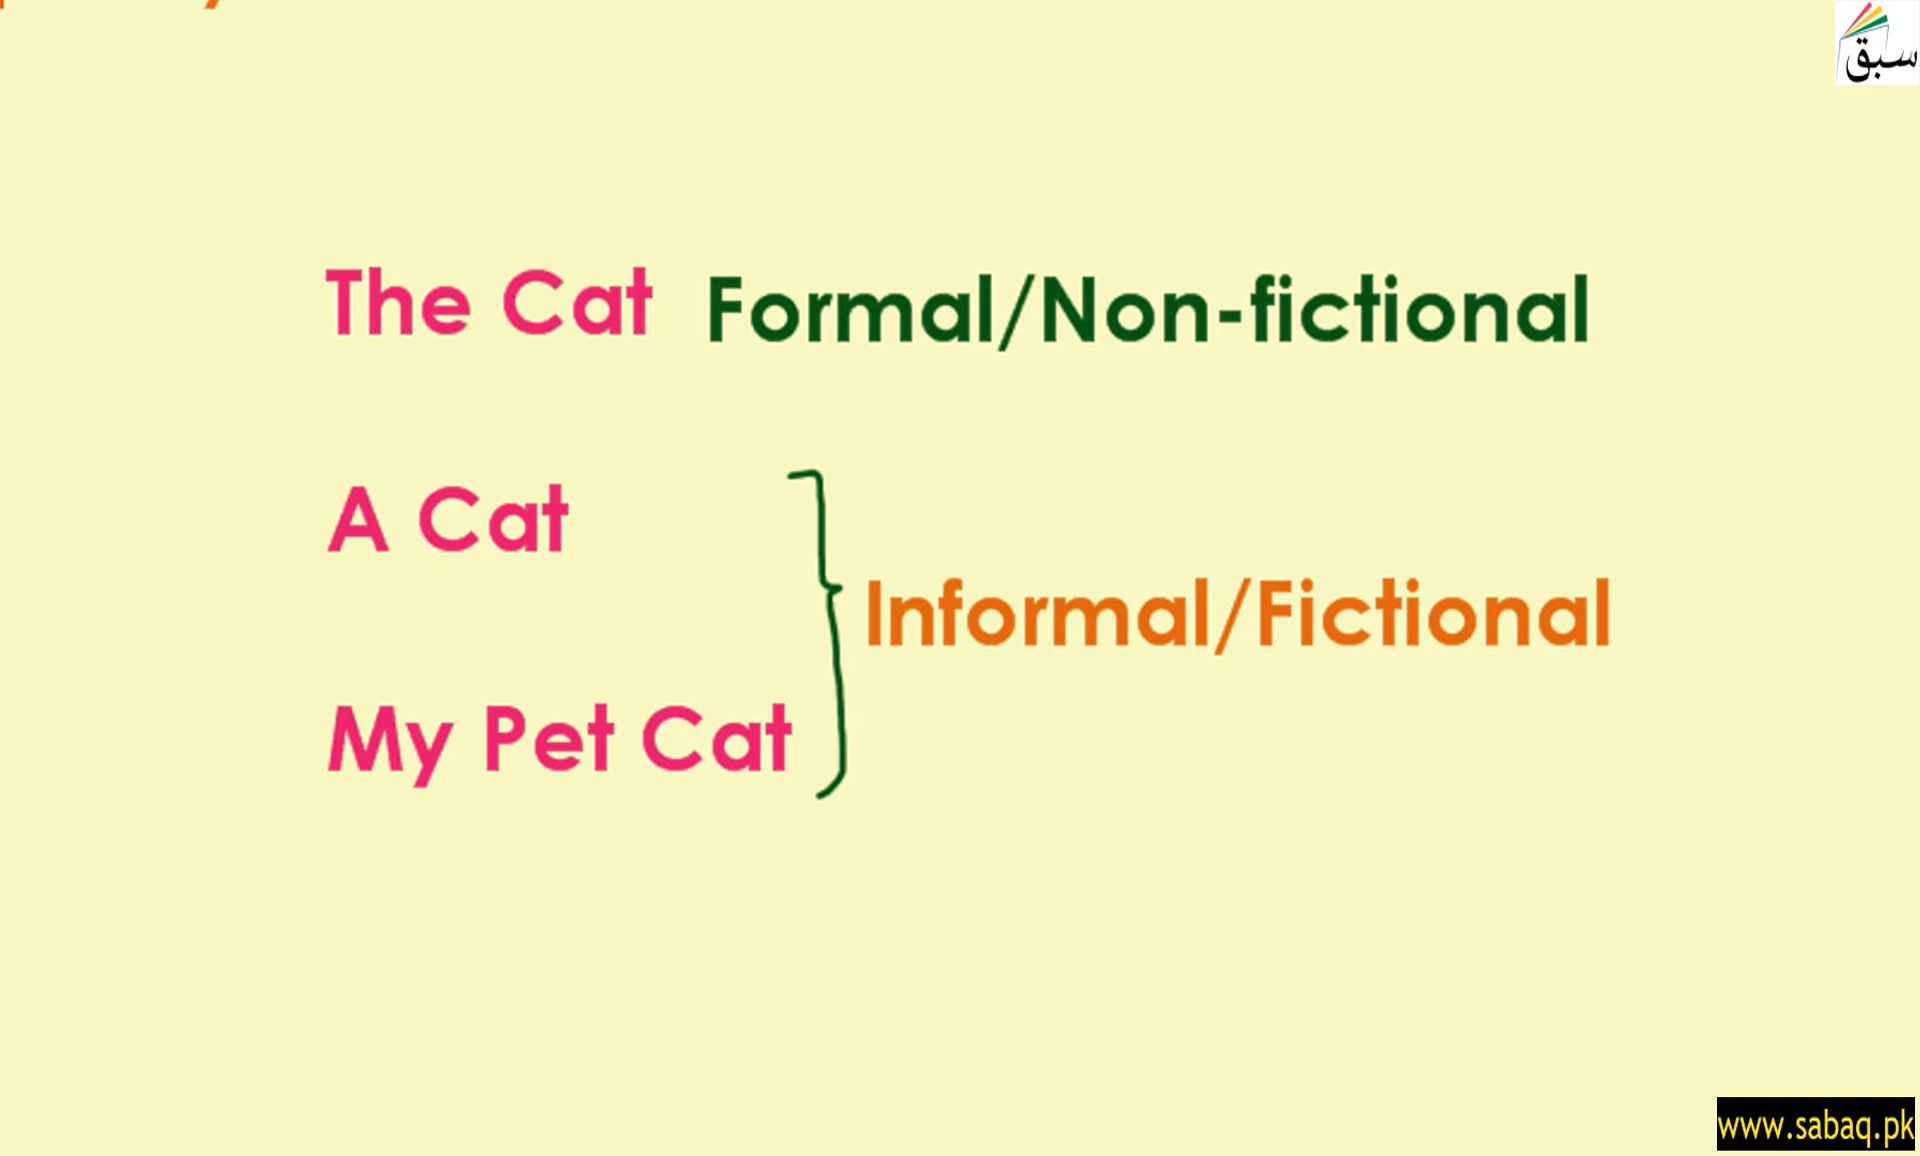 سبق
The Cat Formal/Non-fictional
A Cat
Informal/Fictional
My Pet Cat
www.sabaq.pk